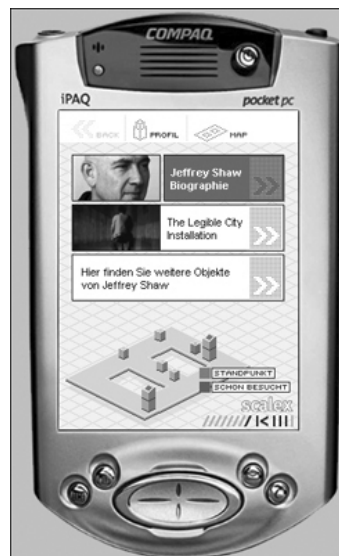 COMPAQ
iPAQ
pocket pc
BACK
PROFIL
MAP
Jeffrey Shaw
Biographie
The Legible City
Installation
Hier finden Sie weitere Objekte
von Jeffrey Shaw
STANDPUNKT
SCHON BESUCHT
scalex